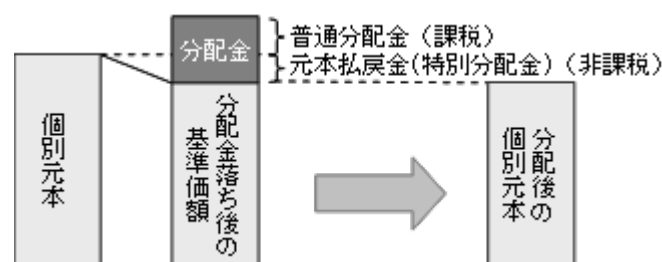 分配金
普通分配金（課税）
元本払戻金(特別分配金)（非課税）
個別元本
分配金落ち後の
基準価額
分配後の
個別元本